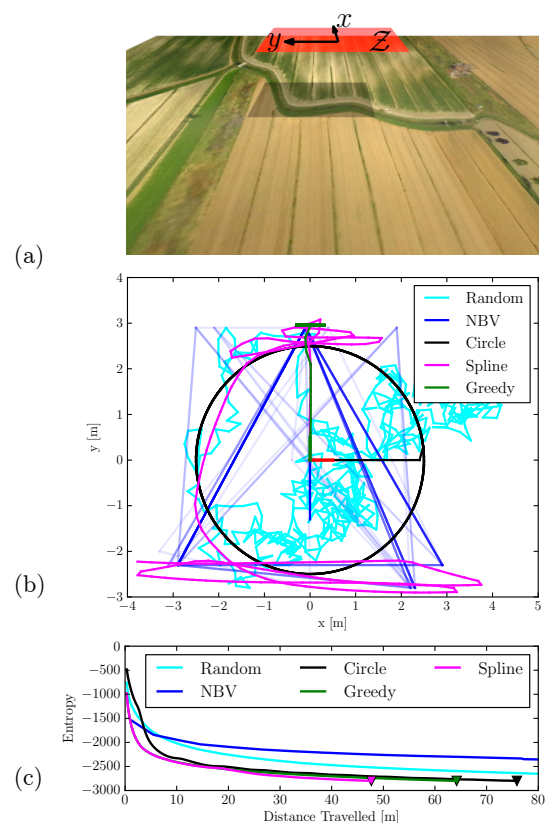 x
y Z
(a)
4
3
2
1
0
−1
−2
−3
y [m]
Random
NBV
Circle
Spline
Greedy
−4 −3 −2 −1 0 1 2 3 4 5
x [m]
(b)
0
−500
−1000
−1500
−2000
−2500
−3000
Entropy
Random Circle Spline
NBV Greedy
0 10 20 30 40 50 60 70 80
Distance Travelled [m]
(c)